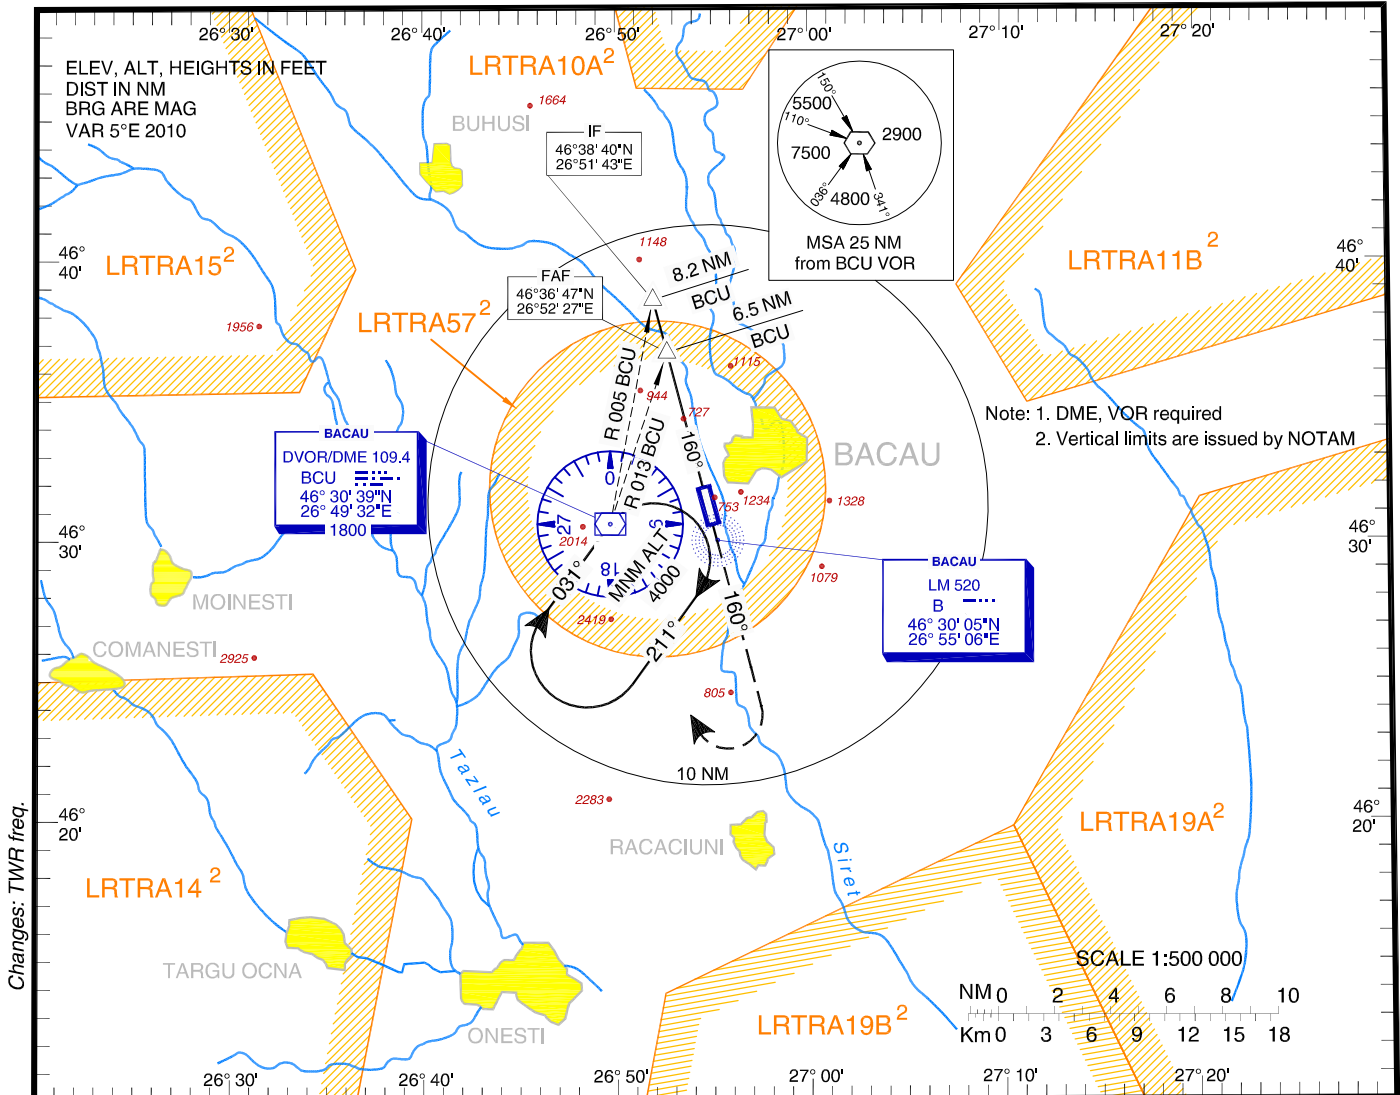 26° 30'
26° 40'
26° 50'
27° 00'
27° 10'
27° 20'
ELEV, ALT, HEIGHTS IN FEET
DIST IN NM
BRG ARE MAG
VAR 5°E 2010
LRTRA10A 2
1664
BUHUSI
IF
46°38' 40"N
26°51' 43"E
150°
5500
110°
2900
7500
036°
4800
341°
MSA 25 NM
from BCU VOR
46°
40'
LRTRA15 2
1148
8.2 NM
BCU
LRTRA11B 2
46°
40'
FAF
46°36' 47"N
26°52' 27"E
6.5 NM
BCU
1956
LRTRA57 2
1115
R 005 BCU
944
727
R 013 BCU
160°
Note: 1. DME, VOR required
2. Vertical limits are issued by NOTAM
BACAU
BACAU
DVOR/DME 109.4
BCU
46° 30' 39"N
26° 49' 32"E
1800
0
27
9
18
2014
753
1234
1328
46°
30'
46°
30'
MNM ALT
4000
031°
1079
BACAU
LM 520
B
46° 30' 05"N
26° 55' 06"E
MOINESTI
2419
211°
160°
COMANESTI
2925
805
10 NM
Tazlau
2283
46°
20'
46°
20'
RACACIUNI
Siret
LRTRA19A 2
LRTRA14 2
Changes: TWR freq.
TARGU OCNA
ONESTI
LRTRA19B 2
SCALE 1:500 000
NM 0 2 4 6 8 10
Km 0 3 6 9 12 15 18
26° 30'
26° 40'
26° 50'
27° 00'
27° 10'
27° 20'